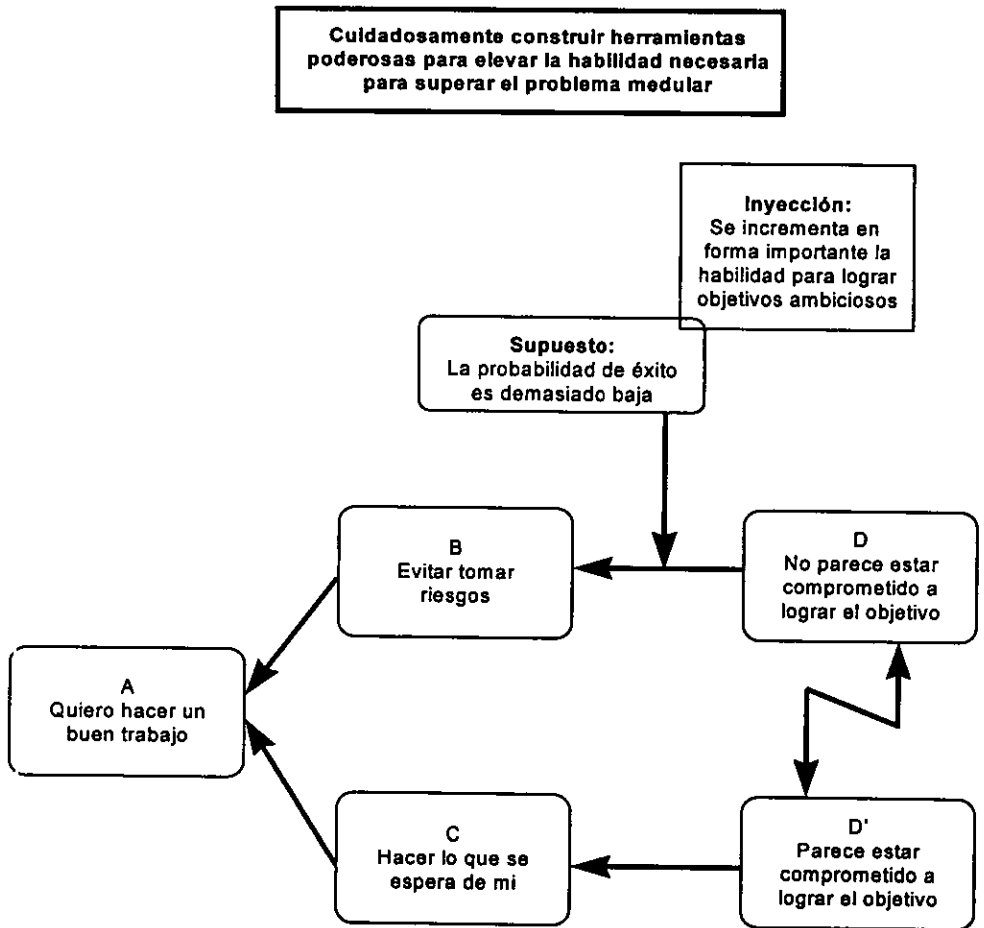 Cuidadosamente construir herramientas
poderosas para elevar la habilidad necesaria
para superar el problema medular
Inyección:
Se incrementa en
forma importante la
habilidad para lograr
objetivos ambiciosos
Supuesto:
La probabilidad de éxito
es demasiado baja
B
Evitar tomar
riesgos
D
No parece estar
comprometido a
lograr el objetivo
A
Quiero hacer un
buen trabajo
C
Hacer lo que se
espera de mi
D'
Parece estar
comprometido a
lograr el objetivo